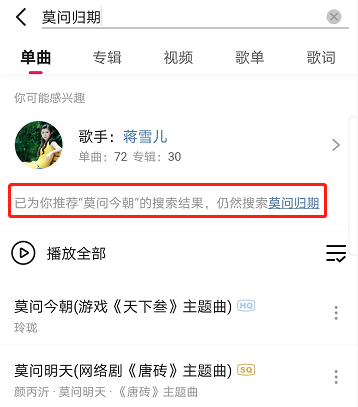 莫问归期
单曲 专辑 视频 歌单 歌词
你可能感兴趣
歌手：蒋雪儿
单曲：72 专辑：30
已为你推荐“莫问今朝”的搜索结果，仍然搜索莫问归期
播放全部
莫问今朝(游戏《天下叁》主题曲) HQ
玲珑
莫问明天(网络剧《唐砖》主题曲) SQ
颜丙沂·莫问明天·《唐砖》主题曲